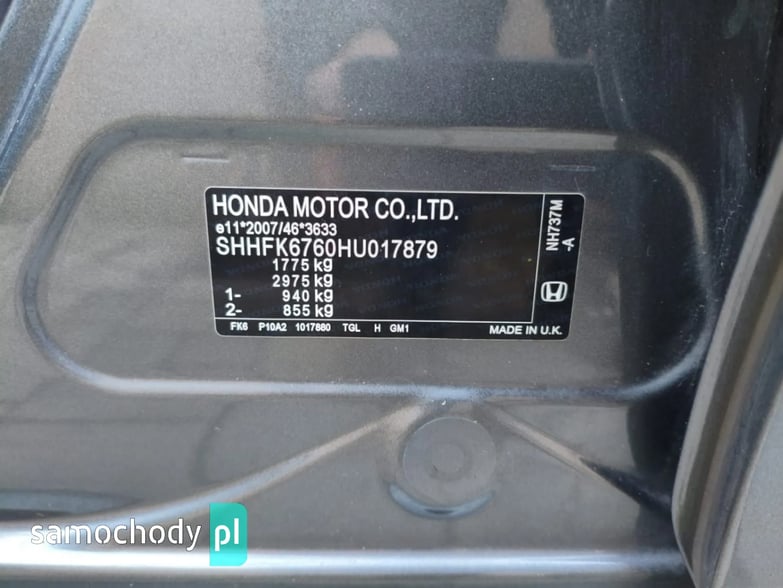 HONDA MOTOR CO.,LTD.
e11*2007/46*3633
SHHFK6760HU017879
1775 kg
2975 kg
1- 940 kg
2- 855 kg
FK6 P10A2 1017880 TGL H GM1
MADE IN U.K.
NH737M
-A
samochody pl